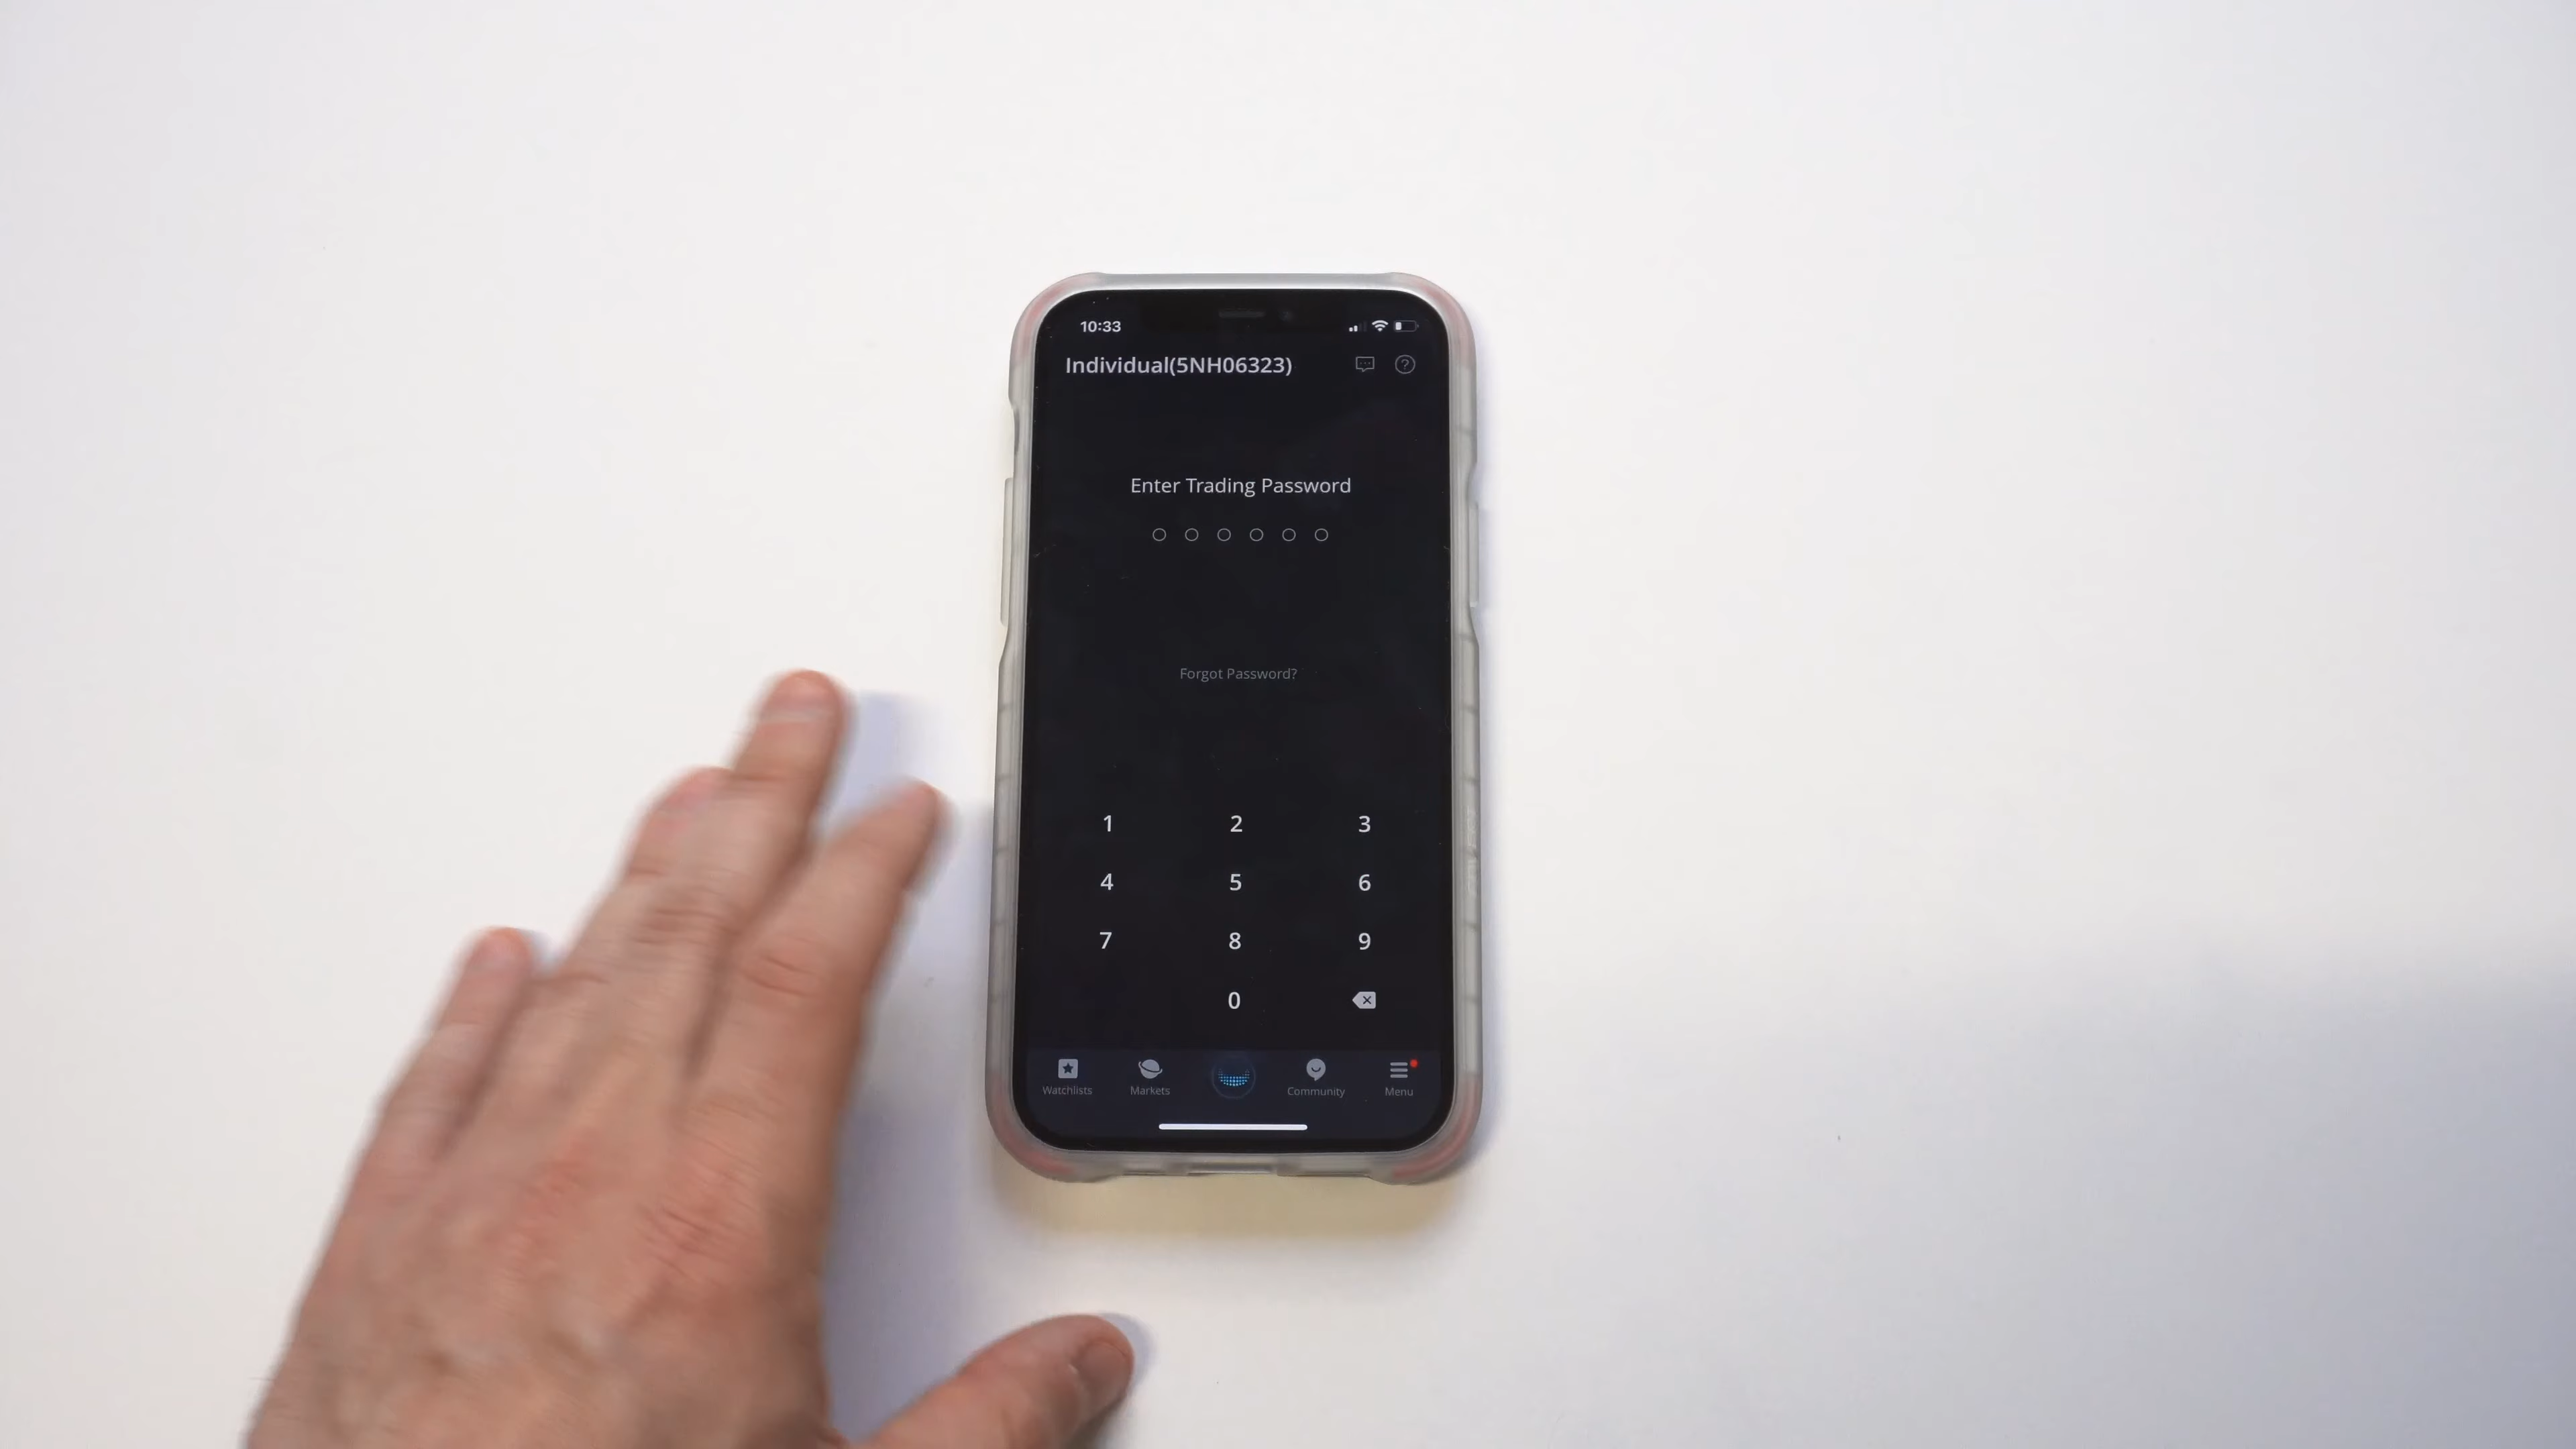 10:33
Individual(5NH06323)
Enter Trading Password
Forgot Password?
1 2 3
4 5 6
7 8 9
0
Watchlists Markets Community Menu